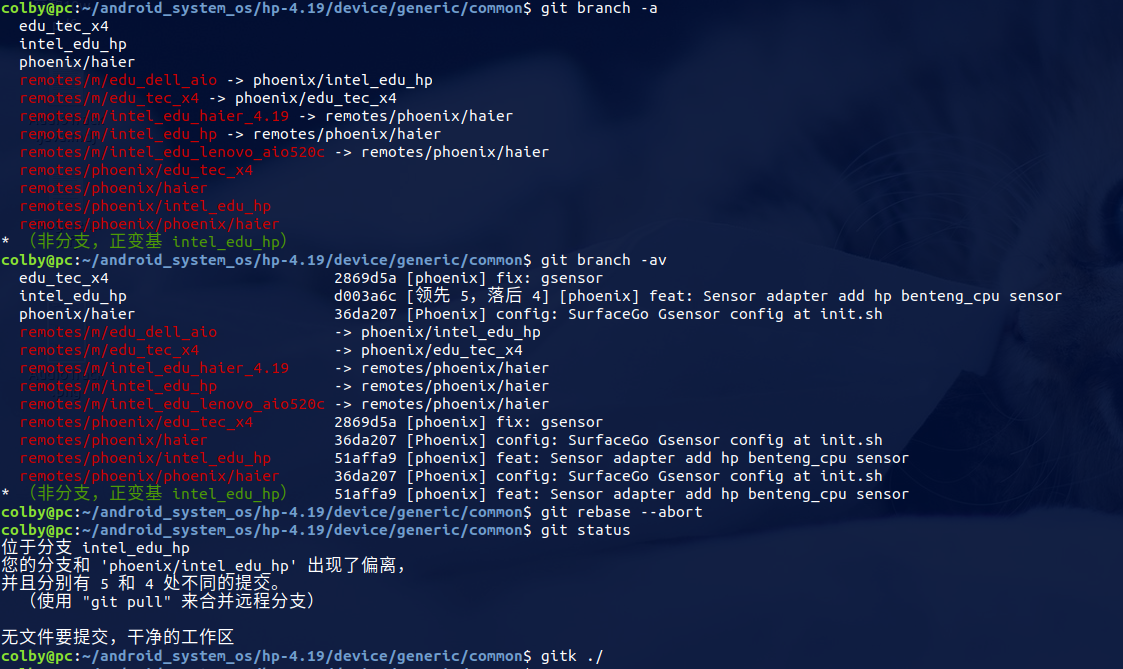 colby@pc:~/android_system_os/hp-4.19/device/generic/common$ git branch -a
  edu_tec_x4
  intel_edu_hp
  phoenix/haier
  remotes/m/edu_dell_aio -> phoenix/intel_edu_hp
  remotes/m/edu_tec_x4 -> phoenix/edu_tec_x4
  remotes/m/intel_edu_haier_4.19 -> remotes/phoenix/haier
  remotes/m/intel_edu_hp -> remotes/phoenix/haier
  remotes/m/intel_edu_lenovo_aio520c -> remotes/phoenix/haier
  remotes/phoenix/edu_tec_x4
  remotes/phoenix/haier
  remotes/phoenix/intel_edu_hp
  remotes/phoenix/phoenix/haier
* （非分支，正变基 intel_edu_hp）
colby@pc:~/android_system_os/hp-4.19/device/generic/common$ git branch -av
  edu_tec_x4                         2869d5a [phoenix] fix: gsensor
  intel_edu_hp                       d003a6c [领先 5，落后 4] [phoenix] feat: Sensor adapter add hp benteng_cpu sensor
  phoenix/haier                      36da207 [Phoenix] config: SurfaceGo Gsensor config at init.sh
  remotes/m/edu_dell_aio             -> phoenix/intel_edu_hp
  remotes/m/edu_tec_x4               -> phoenix/edu_tec_x4
  remotes/m/intel_edu_haier_4.19     -> remotes/phoenix/haier
  remotes/m/intel_edu_hp             -> remotes/phoenix/haier
  remotes/m/intel_edu_lenovo_aio520c -> remotes/phoenix/haier
  remotes/phoenix/edu_tec_x4         2869d5a [phoenix] fix: gsensor
  remotes/phoenix/haier              36da207 [Phoenix] config: SurfaceGo Gsensor config at init.sh
  remotes/phoenix/intel_edu_hp       51affa9 [phoenix] feat: Sensor adapter add hp benteng_cpu sensor
  remotes/phoenix/phoenix/haier      36da207 [Phoenix] config: SurfaceGo Gsensor config at init.sh
* （非分支，正变基 intel_edu_hp）     51affa9 [phoenix] feat: Sensor adapter add hp benteng_cpu sensor
colby@pc:~/android_system_os/hp-4.19/device/generic/common$ git rebase --abort
colby@pc:~/android_system_os/hp-4.19/device/generic/common$ git status
位于分支 intel_edu_hp
您的分支和 'phoenix/intel_edu_hp' 出现了偏离，
并且分别有 5 和 4 处不同的提交。
  （使用 "git pull" 来合并远程分支）

无文件要提交，干净的工作区
colby@pc:~/android_system_os/hp-4.19/device/generic/common$ gitk ./